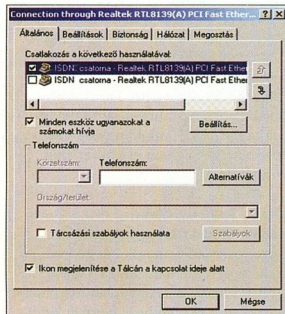 Connection through Realtek RTL8139(A) PCI Fast Ether...
Általános Beállítások Biztonság Hálózat Megosztás
Csatlakozás a következő használatával:
ISDN csatorna - Realtek RTL8139(A) PCI Fast Ether
ISDN csatorna - Realtek RTL8139(A) PCI Fast Ether
Minden eszköz ugyanazokat a számokat hívja
Beállítás...
Telefonszám
Körzetszám: Telefonszám:
Alternatívák
Ország/terület:
Tárcsázási szabályok használata
Szabályok
Ikon megjelenítése a Tálcán a kapcsolat ideje alatt
OK Mégse